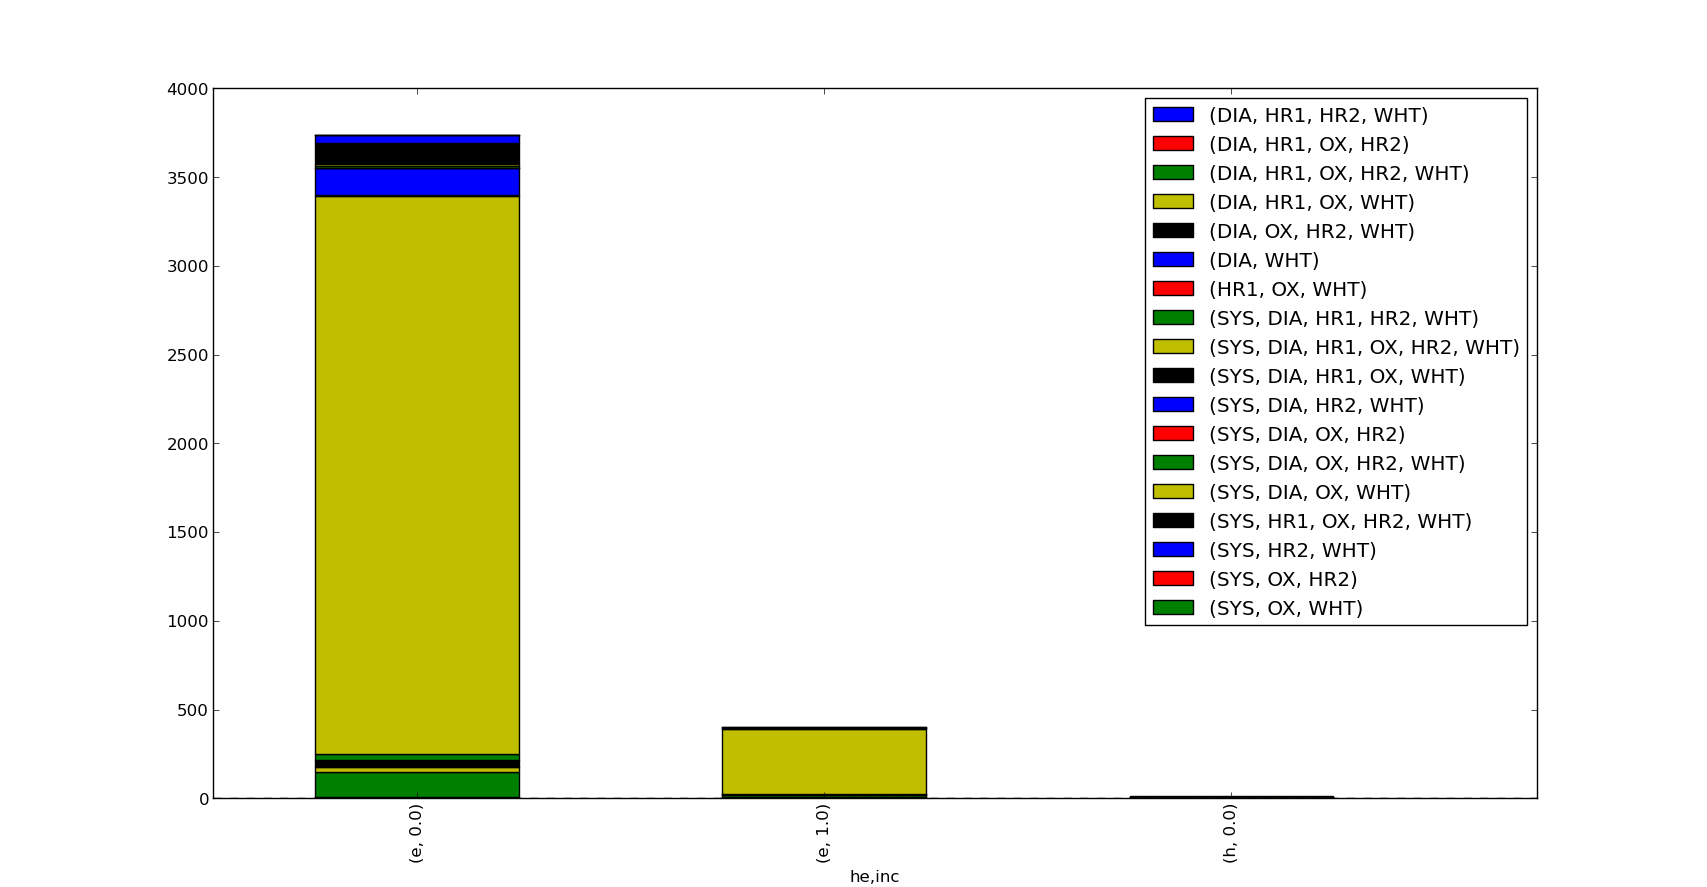 4000
3500
3000
2500
2000
1500
1000
500
0
(DIA, HR1, HR2, WHT)
(DIA, HR1, OX, HR2)
(DIA, HR1, OX, HR2, WHT)
(DIA, HR1, OX, WHT)
(DIA, OX, HR2, WHT)
(DIA, WHT)
(HR1, OX, WHT)
(SYS, DIA, HR1, HR2, WHT)
(SYS, DIA, HR1, OX, HR2, WHT)
(SYS, DIA, HR1, OX, WHT)
(SYS, DIA, HR2, WHT)
(SYS, DIA, OX, HR2)
(SYS, DIA, OX, HR2, WHT)
(SYS, DIA, OX, WHT)
(SYS, HR1, OX, HR2, WHT)
(SYS, HR2, WHT)
(SYS, OX, HR2)
(SYS, OX, WHT)
(e, 0.0)
(e, 1.0)
(h, 0.0)
he,inc